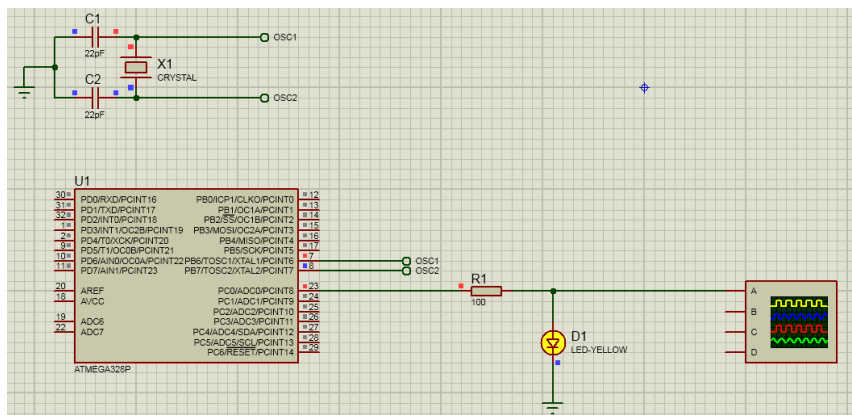 C1
22pF
OSC1
X1
CRYSTAL
C2
22pF
OSC2
U1
30 PD0/RXD/PCINT16 PB0/ICP1/CLKO/PCINT0 12
31 PD1/TXD/PCINT17 PB1/OC1A/PCINT1 13
32 PD2/INT0/PCINT18 PB2/SS/OC1B/PCINT2 14
1 PD3/INT1/OC2B/PCINT19 PB3/MOSI/OC2A/PCINT3 15
2 PD4/T0/XCK/PCINT20 PB4/MISO/PCINT4 16
9 PD5/T1/OC0B/PCINT21 PB5/SCK/PCINT5 17
10 PD6/AIN0/OC0A/PCINT22 PB6/TOSC1/XTAL1/PCINT6 7 OSC1
11 PD7/AIN1/PCINT23 PB7/TOSC2/XTAL2/PCINT7 8 OSC2
20 AREF PC0/ADC0/PCINT8 23
18 AVCC PC1/ADC1/PCINT9 24
PC2/ADC2/PCINT10 25
19 ADC6 PC3/ADC3/PCINT11 26
22 ADC7 PC4/ADC4/SDA/PCINT12 27
PC5/ADC5/SCL/PCINT13 28
PC6/RESET/PCINT14 29
ATMEGA328P
R1
100
D1
LED-YELLOW
A
B
C
D